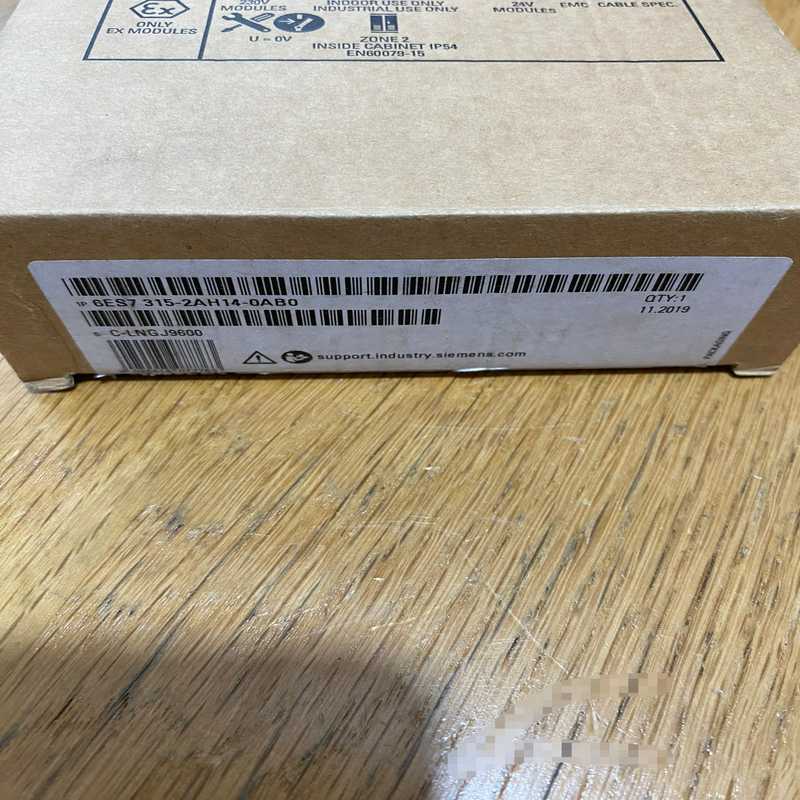 Ex
ONLY
EX MODULES
230V
MODULES
U = 0V
INDOOR USE ONLY
INDUSTRIAL USE ONLY
ZONE 2
INSIDE CABINET IP54
EN60079-15
24V
MODULES
EMC
CABLE SPEC.
1P 6ES7 315-2AH14-0AB0
QTY:1
11.2019
S C-LNGJ9600
support.industry.siemens.com
PACKAGING